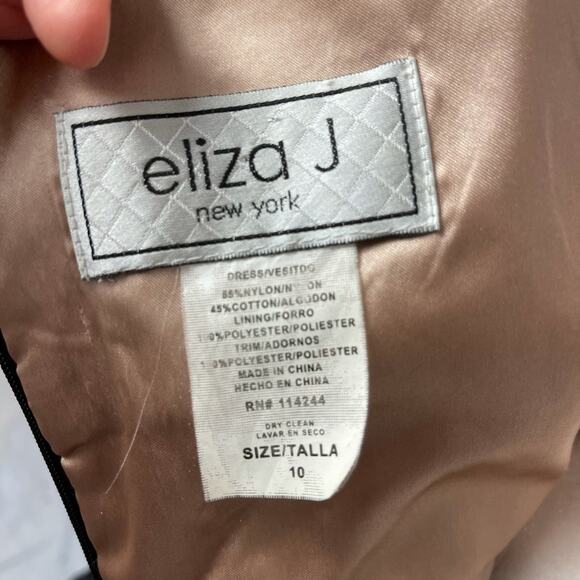 eliza J
new york
DRESS/VESITDO
55%NYLON/N ON
45%COTTON/ALGODON
LINING/FORRO
100%POLYESTER/POLIESTER
TRIM/ADORNOS
100%POLYESTER/POLIESTER
MADE IN CHINA
HECHO EN CHINA
RN# 114244
DRY CLEAN
LAVAR EN SECO
SIZE/TALLA
10